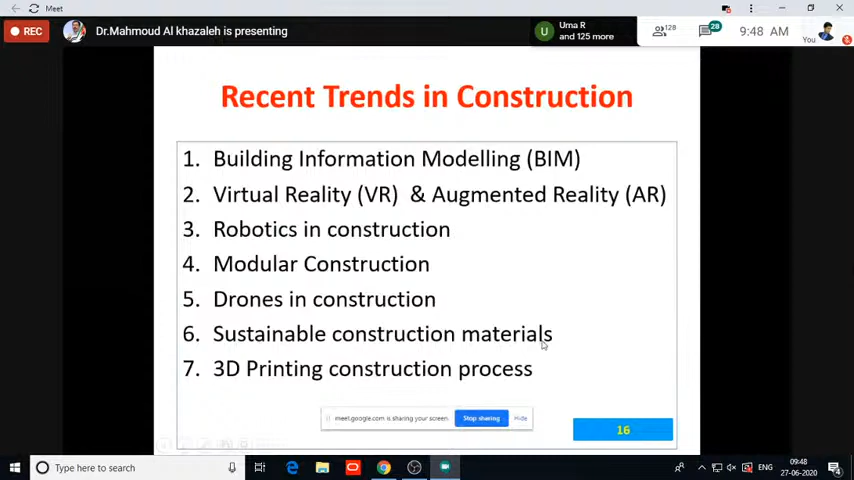 Meet
REC
Dr.Mahmoud Al khazaleh is presenting
U
Uma R
and 125 more
128
28
9:48 AM
You
Recent Trends in Construction
1. Building Information Modelling (BIM)
2. Virtual Reality (VR) & Augmented Reality (AR)
3. Robotics in construction
4. Modular Construction
5. Drones in construction
6. Sustainable construction materials
7. 3D Printing construction process
meet.google.com is sharing your screen.
Stop sharing
Hide
16
Type here to search
ENG
09:48
27-06-2020
4